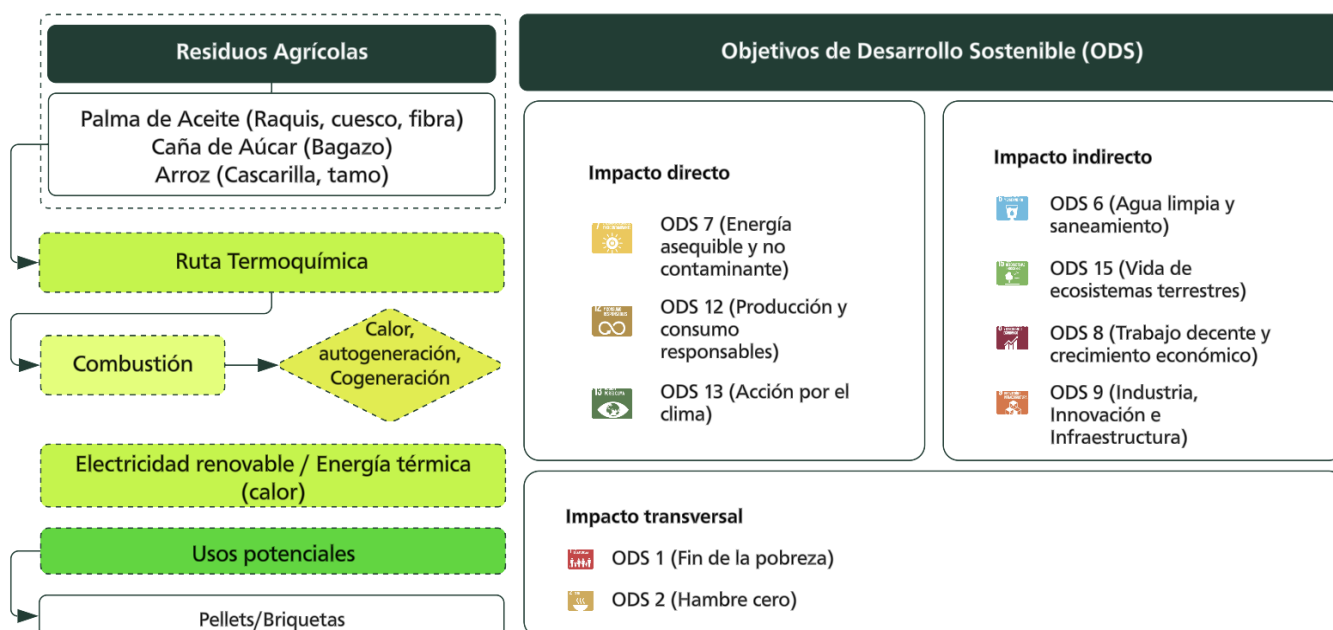 Residuos Agrícolas
Palma de Aceite (Raquis, cuesco, fibra)
Caña de Aúcar (Bagazo)
Arroz (Cascarilla, tamo)
Ruta Termoquímica
Combustión
Calor,
autogeneración,
Cogeneración
Electricidad renovable / Energía térmica
(calor)
Usos potenciales
Pellets/Briquetas
Objetivos de Desarrollo Sostenible (ODS)
Impacto directo
ODS 7 (Energía
asequible y no
contaminante)
ODS 12 (Producción y
consumo
responsables)
ODS 13 (Acción por el
clima)
Impacto indirecto
ODS 6 (Agua limpia y
saneamiento)
ODS 15 (Vida de
ecosistemas terrestres)
ODS 8 (Trabajo decente y
crecimiento económico)
ODS 9 (Industria,
Innovación e
Infraestructura)
Impacto transversal
ODS 1 (Fin de la pobreza)
ODS 2 (Hambre cero)